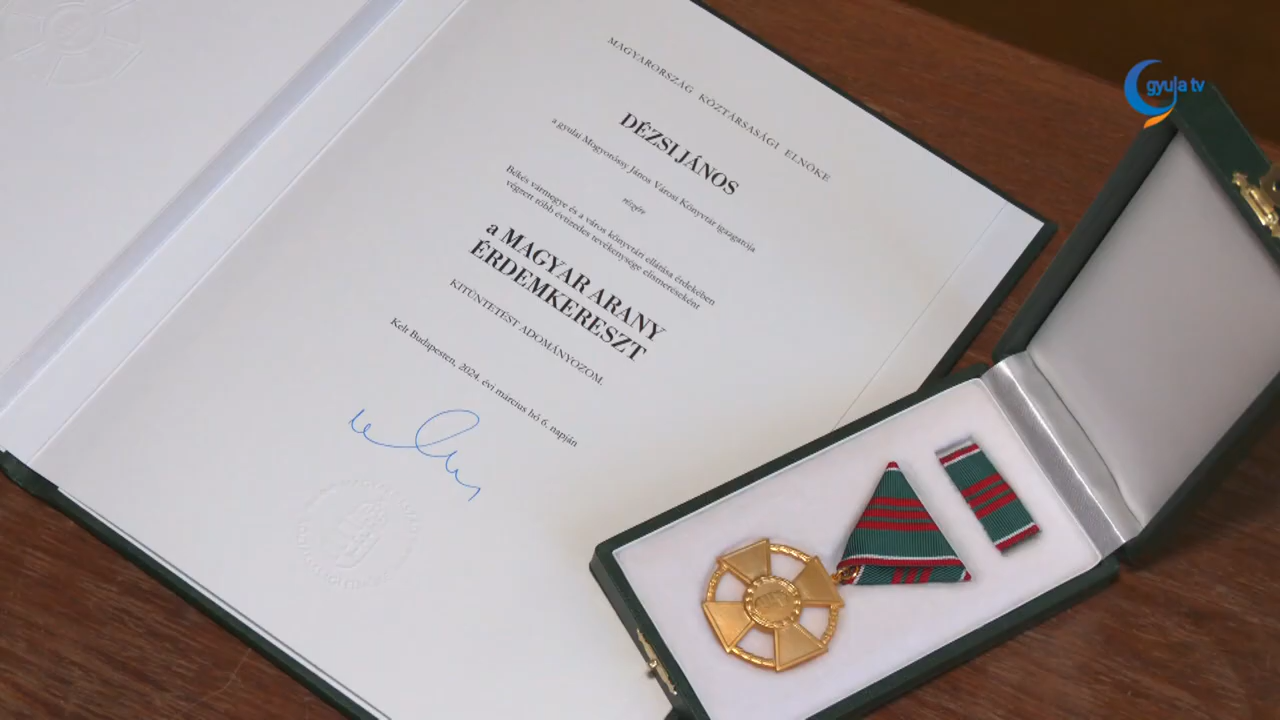 gyula tv
MAGYARORSZÁG KÖZTÁRSASÁGI ELNÖKE
DÉZSI JÁNOS
a gyulai Mogyoróssy János Városi Könyvtár igazgatója
részére
Békés vármegye és a város könyvtári ellátása érdekében
végzett több évtizedes tevékenysége elismeréseként
a MAGYAR ARANY
ÉRDEMKERESZT
KITÜNTETÉST ADOMÁNYOZOM.
Kelt Budapesten, 2024. évi március hó 6. napján